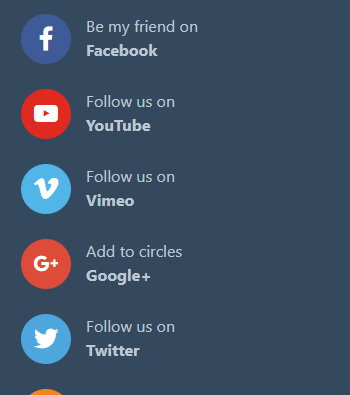 Be my friend on
Facebook
Follow us on
YouTube
Follow us on
Vimeo
Add to circles
Google+
Follow us on
Twitter